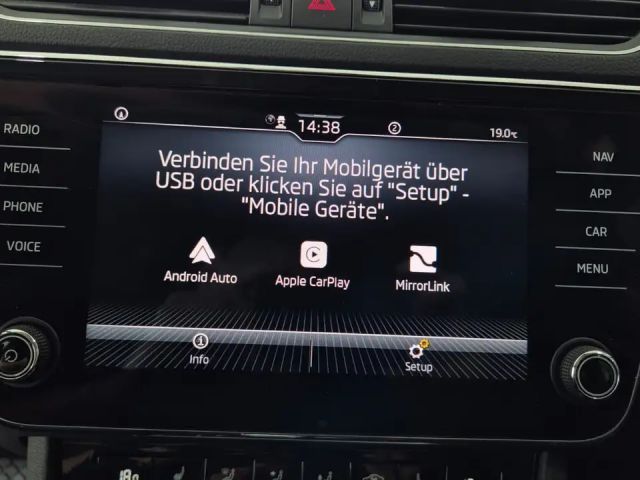 14:38
2
19.0°C
RADIO
MEDIA
PHONE
VOICE
Verbinden Sie Ihr Mobilgerät über
USB oder klicken Sie auf "Setup" -
"Mobile Geräte".
Android Auto
Apple CarPlay
MirrorLink
Info
Setup
NAV
APP
CAR
MENU